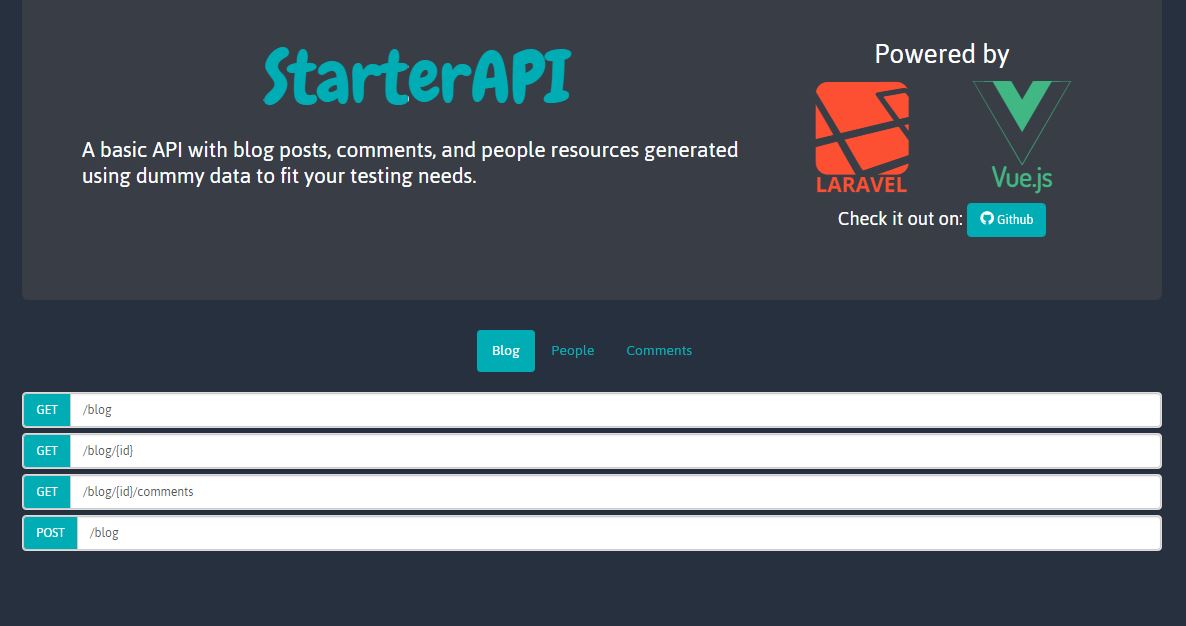 StarterAPI
A basic API with blog posts, comments, and people resources generated
using dummy data to fit your testing needs.
Powered by
LARAVEL
Vue.js
Check it out on: Github
Blog People Comments
GET /blog
GET /blog/{id}
GET /blog/{id}/comments
POST /blog